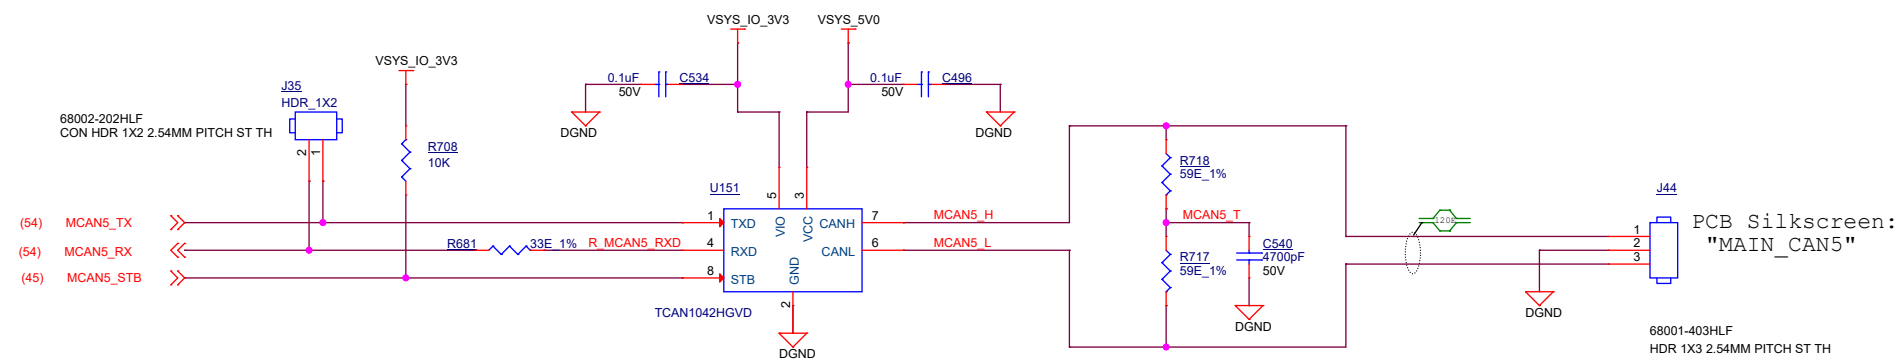 VSYS_IO_3V3
VSYS_5V0
VSYS_IO_3V3
J35
HDR_1X2
68002-202HLF
CON HDR 1X2 2.54MM PITCH ST TH
2
1
R708
10K
0.1uF
50V
C534
DGND
0.1uF
50V
C496
DGND
U151
5
3
(54) MCAN5_TX
(54) MCAN5_RX
(45) MCAN5_STB
R681
33E_1%
R_MCAN5_RXD
1
4
8
TXD
RXD
STB
VIO
VCC
GND
CANH
CANL
7
6
2
TCAN1042HGVD
DGND
MCAN5_H
MCAN5_L
R718
59E_1%
MCAN5_T
R717
59E_1%
C540
4700pF
50V
DGND
J44
1
2
3
DGND
PCB Silkscreen:
"MAIN_CAN5"
68001-403HLF
HDR 1X3 2.54MM PITCH ST TH